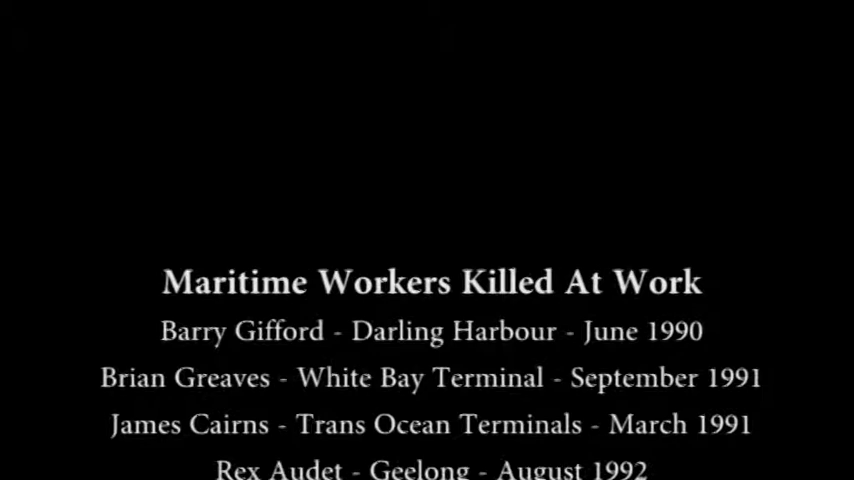 Maritime Workers Killed At Work
Barry Gifford - Darling Harbour - June 1990
Brian Greaves - White Bay Terminal - September 1991
James Cairns - Trans Ocean Terminals - March 1991
Rex Audet - Geelong - August 1992